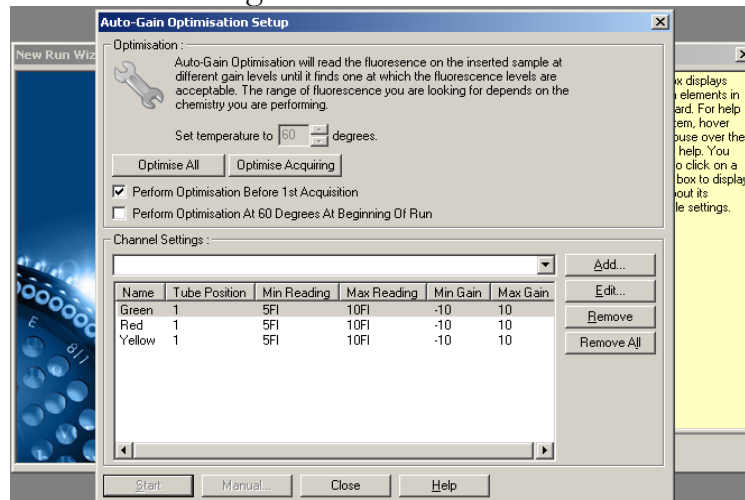 Auto-Gain Optimisation Setup
New Run Wiz
Optimisation :
Auto-Gain Optimisation will read the fluoresence on the inserted sample at
different gain levels until it finds one at which the fluorescence levels are
acceptable. The range of fluorescence you are looking for depends on the
chemistry you are performing.
Set temperature to 60 degrees.
Optimise All Optimise Acquiring
Perform Optimisation Before 1st Acquisition
Perform Optimisation At 60 Degrees At Beginning Of Run
Channel Settings :
Add...
Edit...
Remove
Remove All
Name Tube Position Min Reading Max Reading Min Gain Max Gain
Green 1 5Fl 10Fl -10 10
Red 1 5Fl 10Fl -10 10
Yellow 1 5Fl 10Fl -10 10
Start Manual... Close Help
x displays
elements in
ard. For help
em, hover
ouse over the
help. You
o click on a
box to display
out its
le settings.